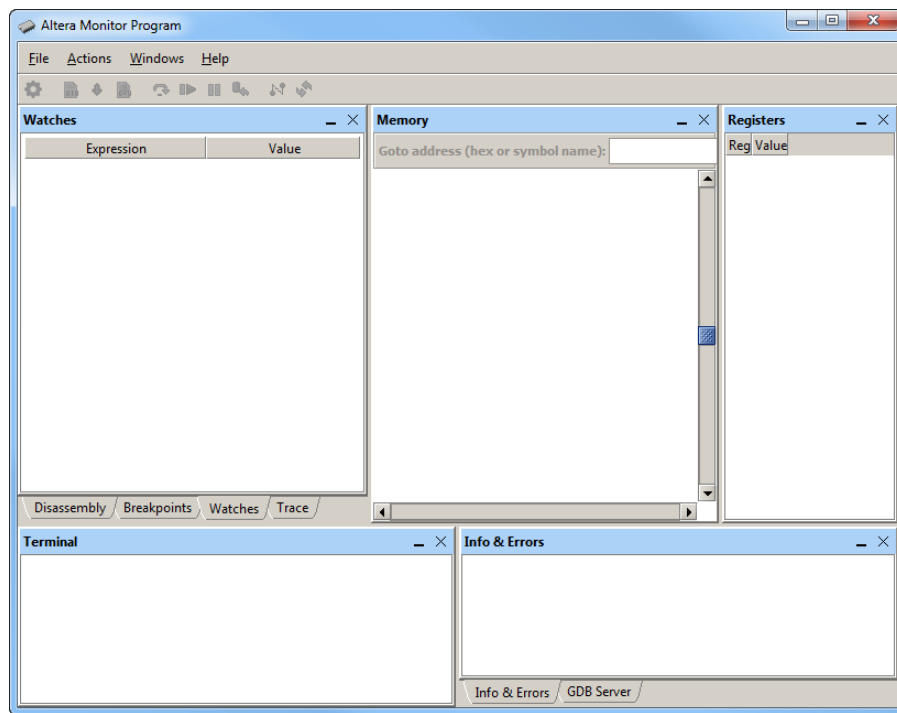 Altera Monitor Program
File Actions Windows Help
Watches
Expression Value
Disassembly Breakpoints Watches Trace
Memory
Goto address (hex or symbol name):
Registers
Reg Value
Terminal
Info & Errors
Info & Errors GDB Server